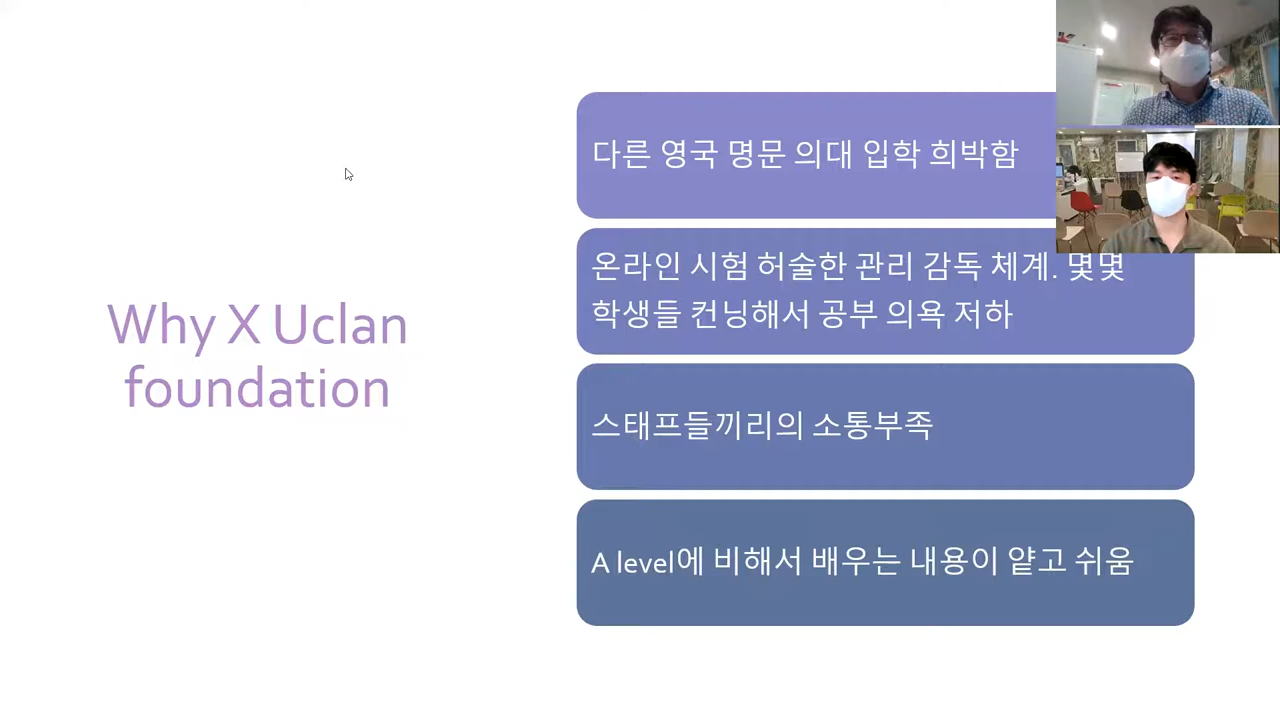 Why X Uclan
foundation
다른 영국 명문 의대 입학 희박함
온라인 시험 허술한 관리 감독 체계. 몇몇
학생들 컨닝해서 공부 의욕 저하
스태프들끼리의 소통부족
A level에 비해서 배우는 내용이 얕고 쉬움